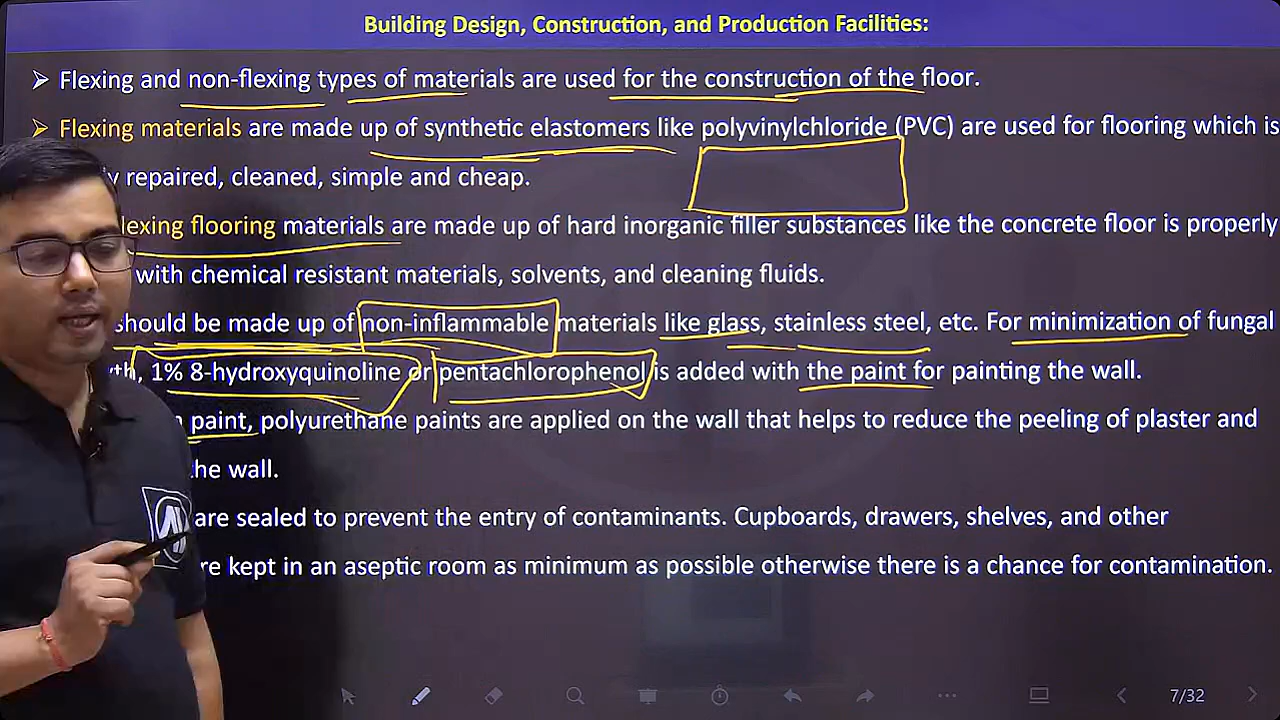 Building Design, Construction, and Production Facilities:
➢ Flexing and non-flexing types of materials are used for the construction of the floor.
➢ Flexing materials are made up of synthetic elastomers like polyvinylchloride (PVC) are used for flooring which is
repaired, cleaned, simple and cheap.
flooring materials are made up of hard inorganic filler substances like the concrete floor is properly
with chemical resistant materials, solvents, and cleaning fluids.
should be made up of non-inflammable materials like glass, stainless steel, etc. For minimization of fungal
1% 8-hydroxyquinoline or pentachlorophenol is added with the paint for painting the wall.
paint, polyurethane paints are applied on the wall that helps to reduce the peeling of plaster and
the wall.
are sealed to prevent the entry of contaminants. Cupboards, drawers, shelves, and other
kept in an aseptic room as minimum as possible otherwise there is a chance for contamination.
7/32